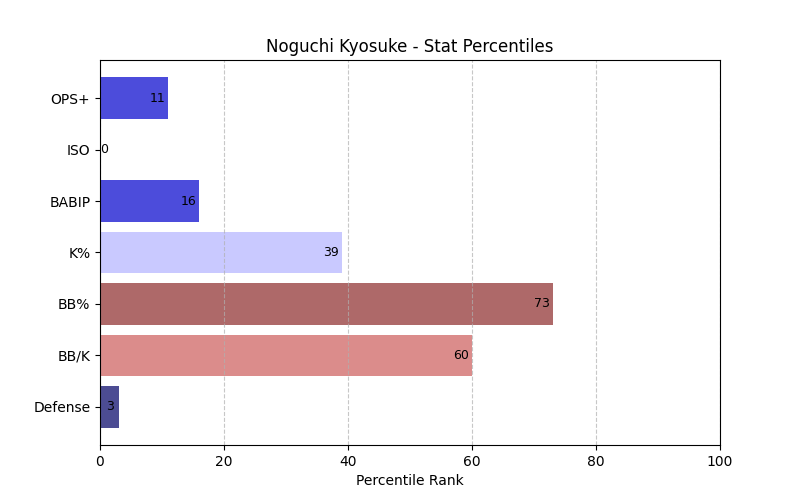 Noguchi Kyosuke - Stat Percentiles
OPS+
11
ISO
0
BABIP
16
K%
39
BB%
73
BB/K
60
Defense
3
0
20
40
60
80
100
Percentile Rank